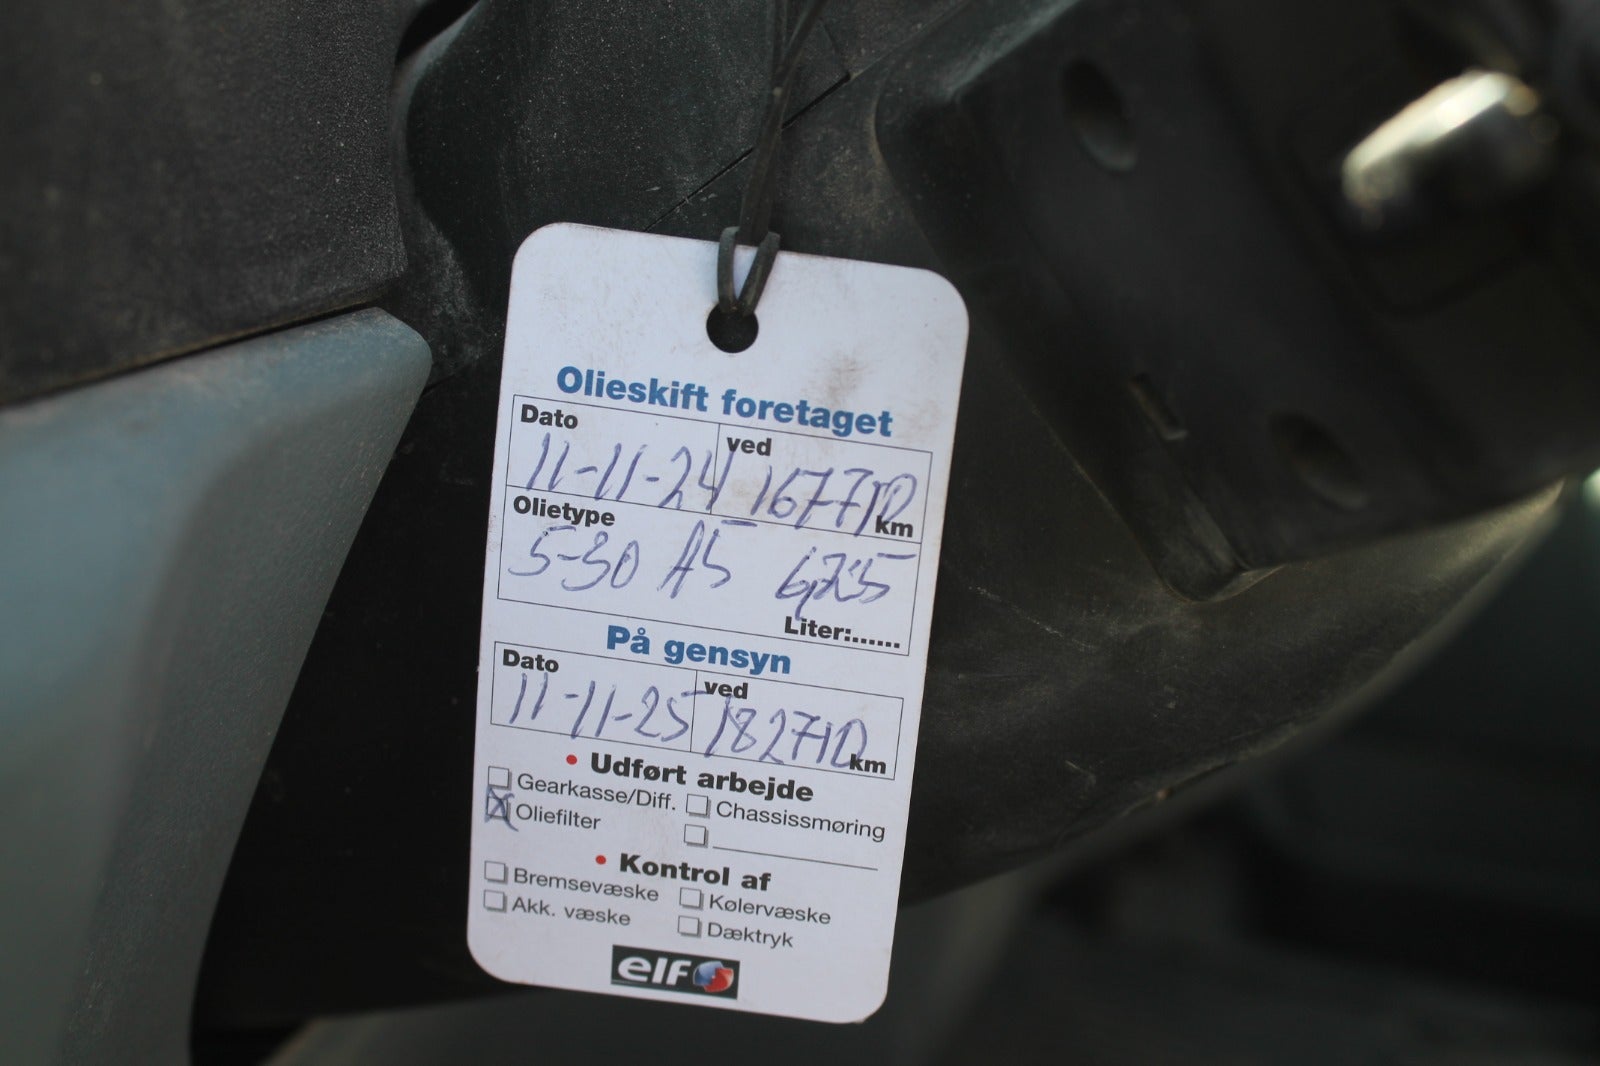 Olieskift foretaget
Dato ved
11-11-24 167710 km
Olietype
5-30 A5 6,25
Liter:......
På gensyn
Dato ved
11-11-25 182710 km
• Udført arbejde
Gearkasse/Diff. Chassissmøring
Oliefilter
• Kontrol af
Bremsevæske Kølervæske
Akk. væske Dæktryk
elf